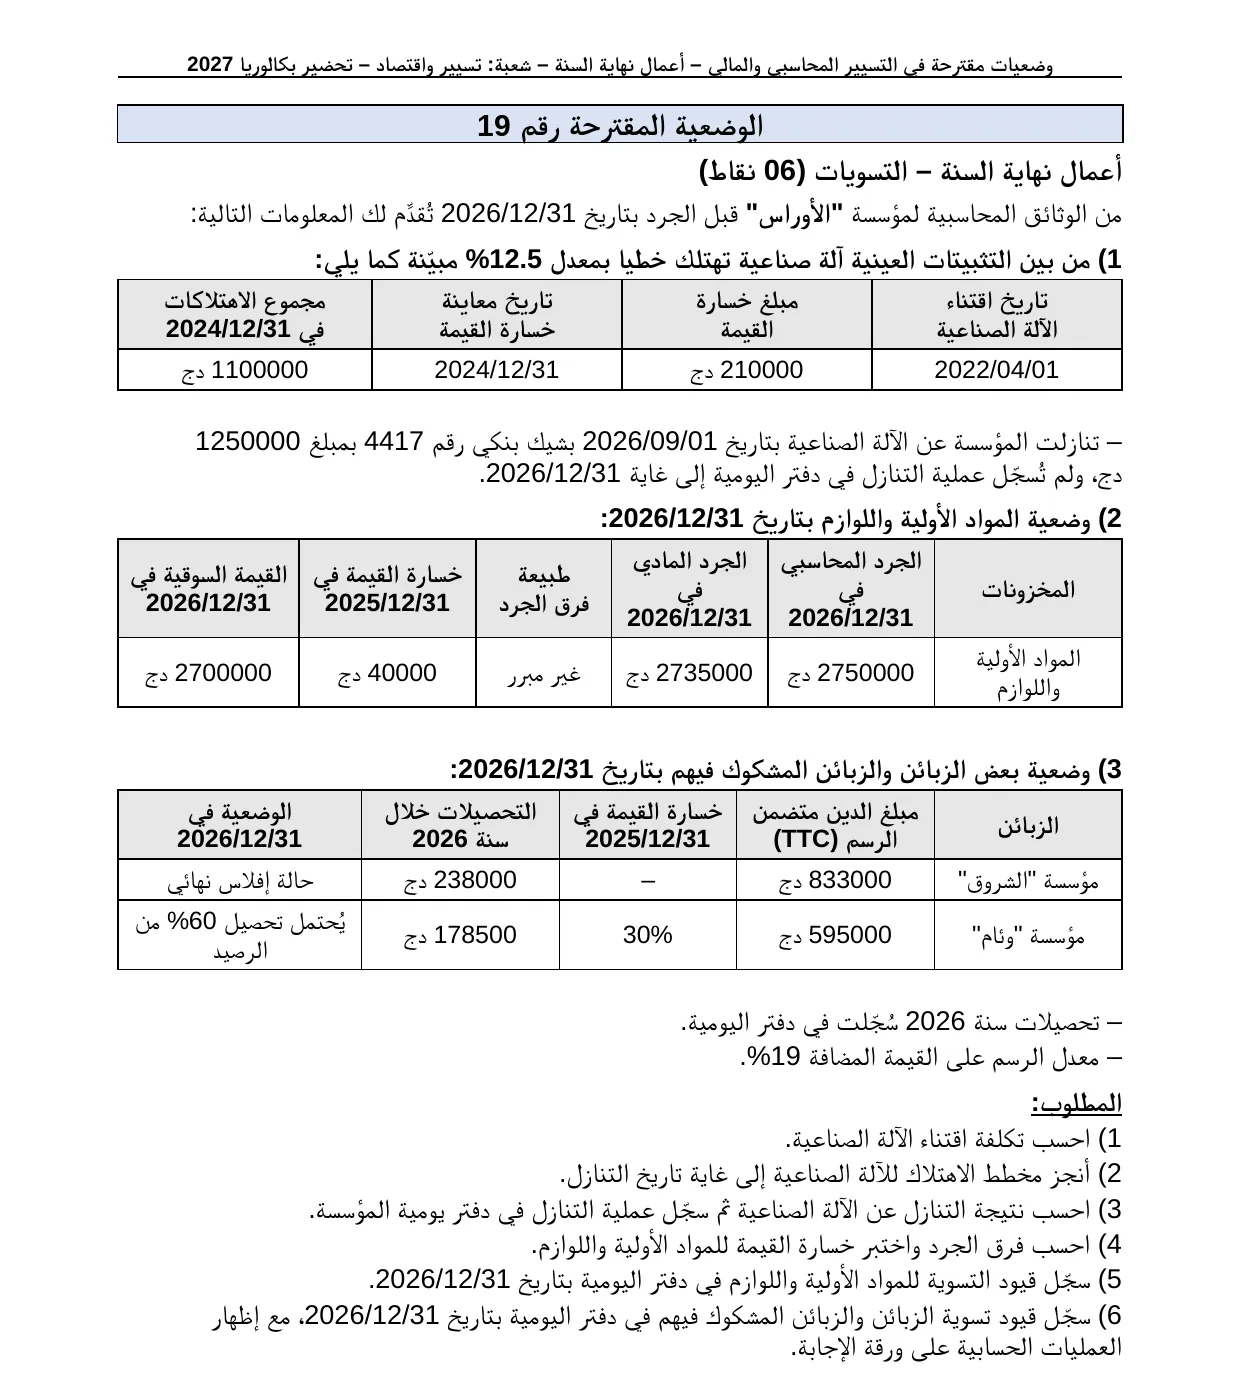 وضعيات مقترحة في التسيير المحاسبي والمالي – أعمال نهاية السنة – شعبة: تسيير واقتصاد – تحضير بكالوريا 2027
الوضعية المقترحة رقم 19
أعمال نهاية السنة – التسويات (06 نقاط)
من الوثائق المحاسبية لمؤسسة "الأوراس" قبل الجرد بتاريخ 2026/12/31 تُقدَّم لك المعلومات التالية:
1) من بين التثبيتات العينية آلة صناعية تهتلك خطيا بمعدل 12.5% مبيّنة كما يلي:
تاريخ اقتناء الآلة الصناعية | مبلغ خسارة القيمة | تاريخ معاينة خسارة القيمة | مجموع الاهتلاكات في 2024/12/31
2022/04/01 | 210000 دج | 2024/12/31 | 1100000 دج
– تنازلت المؤسسة عن الآلة الصناعية بتاريخ 2026/09/01 بشيك بنكي رقم 4417 بمبلغ 1250000
دج، ولم تُسجّل عملية التنازل في دفتر اليومية إلى غاية 2026/12/31.
2) وضعية المواد الأولية واللوازم بتاريخ 2026/12/31:
المخزونات | الجرد المحاسبي في 2026/12/31 | الجرد المادي في 2026/12/31 | طبيعة فرق الجرد | خسارة القيمة في 2025/12/31 | القيمة السوقية في 2026/12/31
المواد الأولية واللوازم | 2750000 دج | 2735000 دج | غير مبرر | 40000 دج | 2700000 دج
3) وضعية بعض الزبائن والزبائن المشكوك فيهم بتاريخ 2026/12/31:
الزبائن | مبلغ الدين متضمن الرسم (TTC) | خسارة القيمة في 2025/12/31 | التحصيلات خلال سنة 2026 | الوضعية في 2026/12/31
مؤسسة "الشروق" | 833000 دج | – | 238000 دج | حالة إفلاس نهائي
مؤسسة "وئام" | 595000 دج | 30% | 178500 دج | يُحتمل تحصيل 60% من الرصيد
– تحصيلات سنة 2026 سُجّلت في دفتر اليومية.
– معدل الرسم على القيمة المضافة 19%.
المطلوب:
1) احسب تكلفة اقتناء الآلة الصناعية.
2) أنجز مخطط الاهتلاك للآلة الصناعية إلى غاية تاريخ التنازل.
3) احسب نتيجة التنازل عن الآلة الصناعية ثم سجّل عملية التنازل في دفتر يومية المؤسسة.
4) احسب فرق الجرد واختبر خسارة القيمة للمواد الأولية واللوازم.
5) سجّل قيود التسوية للمواد الأولية واللوازم في دفتر اليومية بتاريخ 2026/12/31.
6) سجّل قيود تسوية الزبائن والزبائن المشكوك فيهم في دفتر اليومية بتاريخ 2026/12/31، مع إظهار
العمليات الحسابية على ورقة الإجابة.